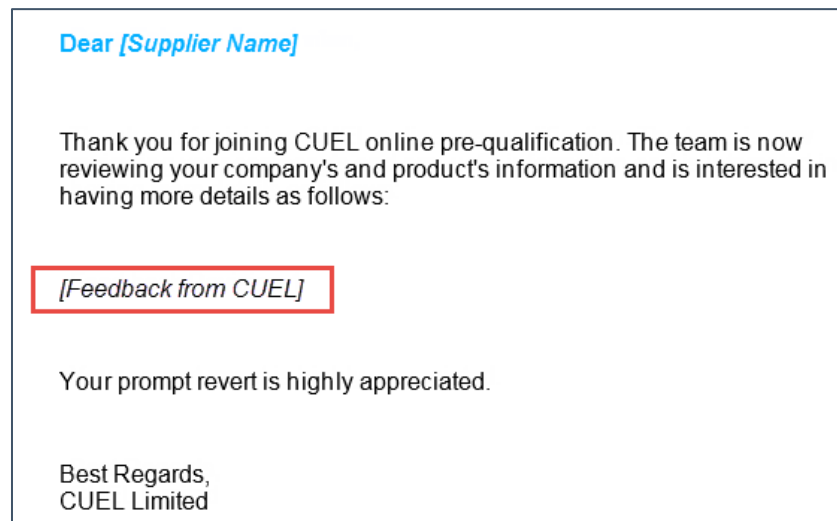 Dear [Supplier Name]
Thank you for joining CUEL online pre-qualification. The team is now
reviewing your company's and product's information and is interested in
having more details as follows:
[Feedback from CUEL]
Your prompt revert is highly appreciated.
Best Regards,
CUEL Limited